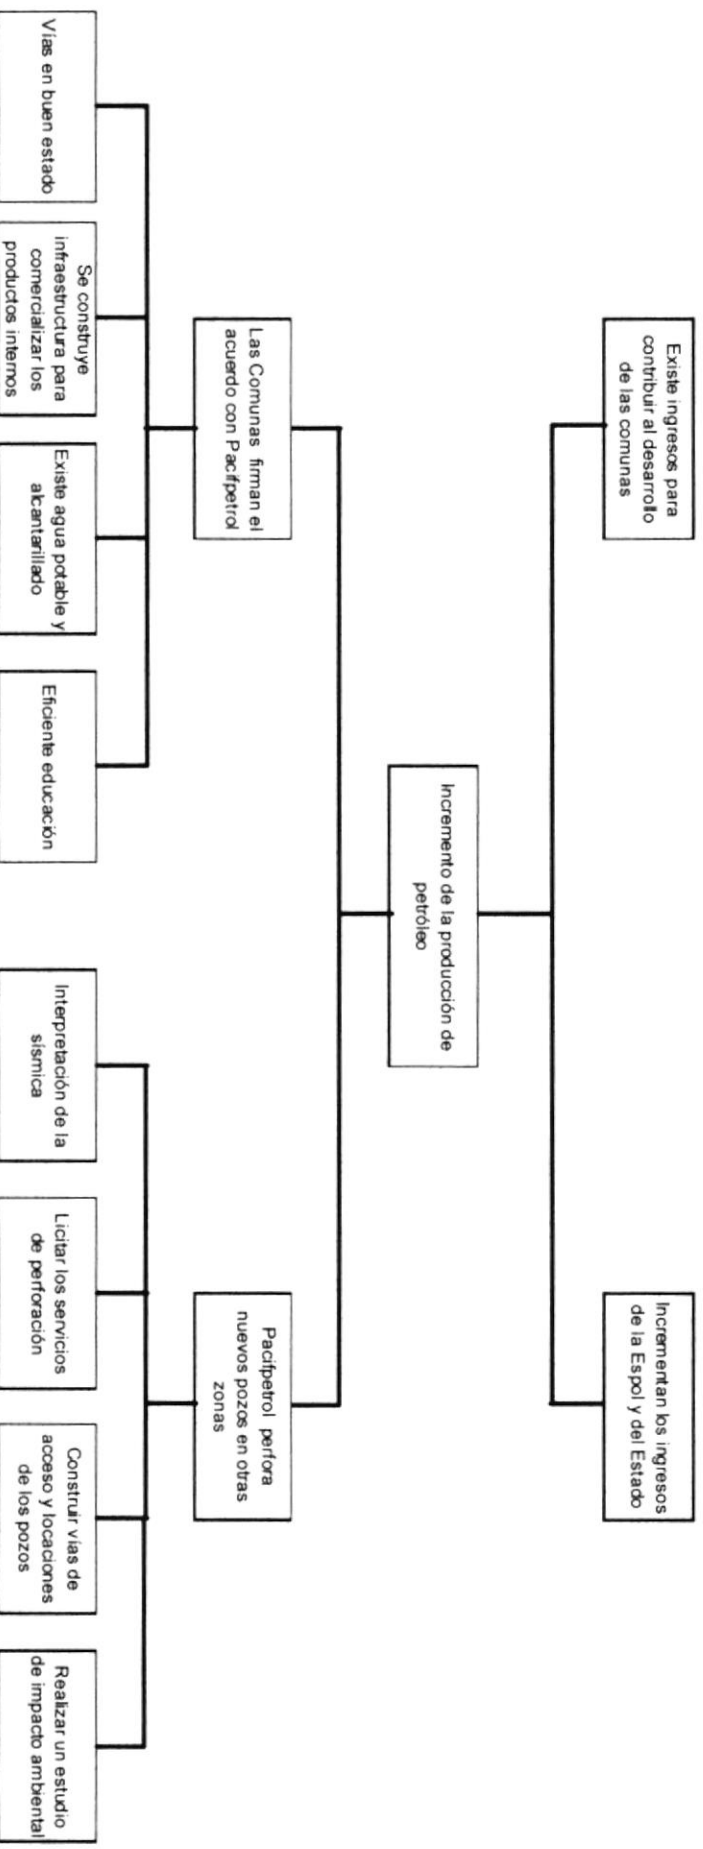 Existe ingresos para
contribuir al desarrollo
de las comunas
Incrementan los ingresos
de la Espol y del Estado
Incremento de la producción de
petróleo
Las Comunas firman el
acuerdo con Pacifpetrol
Pacifpetrol perfora
nuevos pozos en otras
zonas
Vías en buen estado
Se construye
infraestructura para
comercializar los
productos internos
Existe agua potable y
alcantarillado
Eficiente educación
Interpretación de la
sísmica
Licitar los servicios
de perforación
Construir vías de
acceso y locaciones
de los pozos
Realizar un estudio
de impacto ambiental